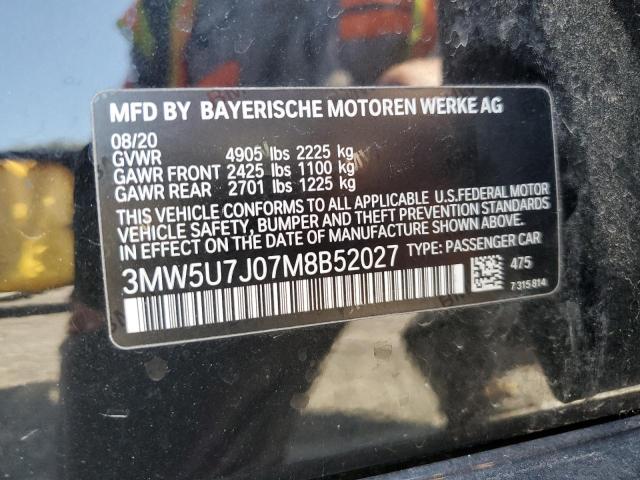 MFD BY BAYERISCHE MOTOREN WERKE AG
08/20
GVWR 4905 lbs 2225 kg
GAWR FRONT 2425 lbs 1100 kg
GAWR REAR 2701 lbs 1225 kg
THIS VEHICLE CONFORMS TO ALL APPLICABLE U.S.FEDERAL MOTOR
VEHICLE SAFETY, BUMPER AND THEFT PREVENTION STANDARDS
IN EFFECT ON THE DATE OF MANUFACTURE SHOWN ABOVE.
3MW5U7J07M8B52027 TYPE: PASSENGER CAR
475
7 315 814